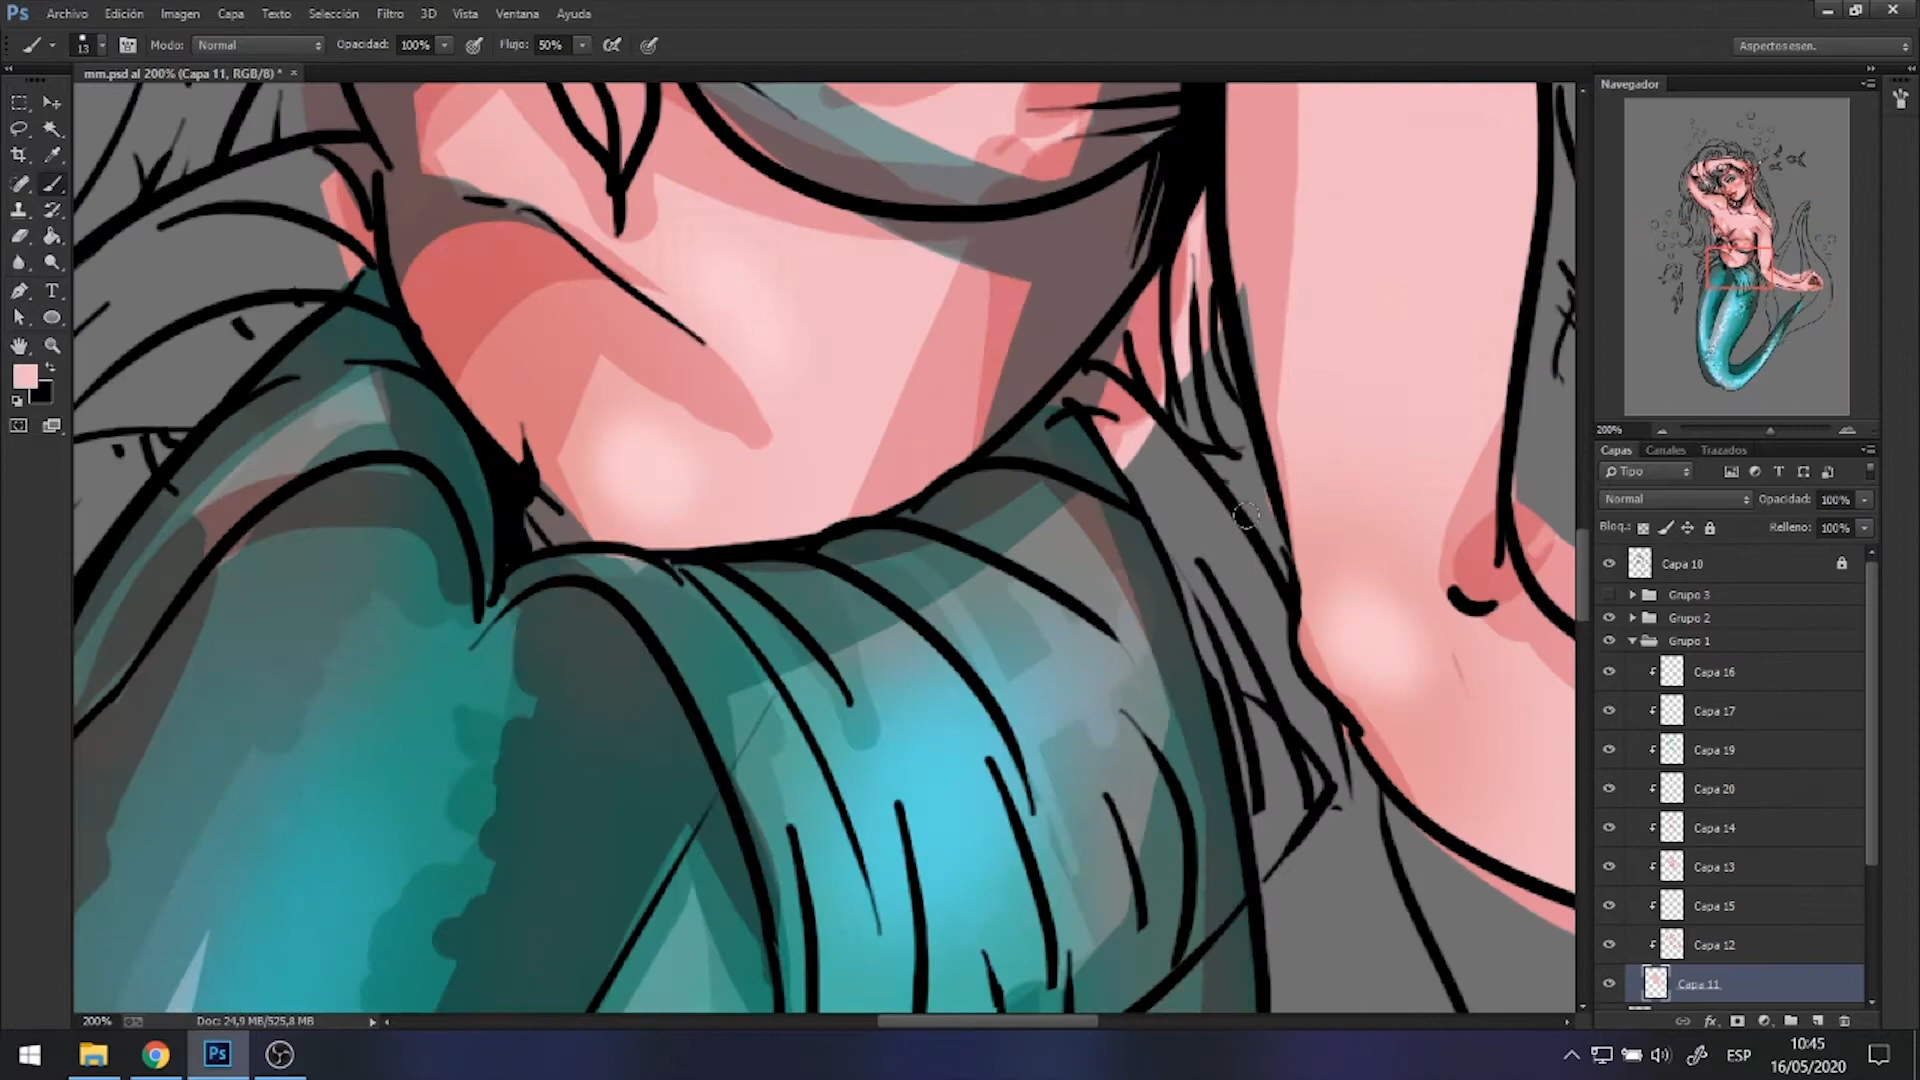 Ps Archivo Edición Imagen Capa Texto Selección Filtro 3D Vista Ventana Ayuda
13 Modo: Normal Opacidad: 100% Flujo: 50% Aspectos esen.
mm.psd al 200% (Capa 11, RGB/8) * ×
Navegador
200%
Capas Canales Trazados
Tipo
Normal Opacidad: 100%
Bloq.: Relleno: 100%
Capa 10
Grupo 3
Grupo 2
Grupo 1
Capa 16
Capa 17
Capa 19
Capa 20
Capa 14
Capa 13
Capa 15
Capa 12
Capa 11
fx
200% Doc: 24,9 MB/525,8 MB
Ps ESP 10:45
16/05/2020